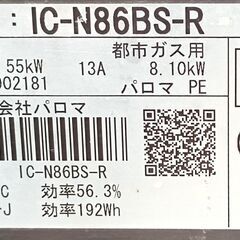 : IC-N86BS-R
都市ガス用
55kW 13A 8.10kW
02181 パロマ PE
会社パロマ
IC-N86BS-R
C 効率56.3%
-J 効率192Wh